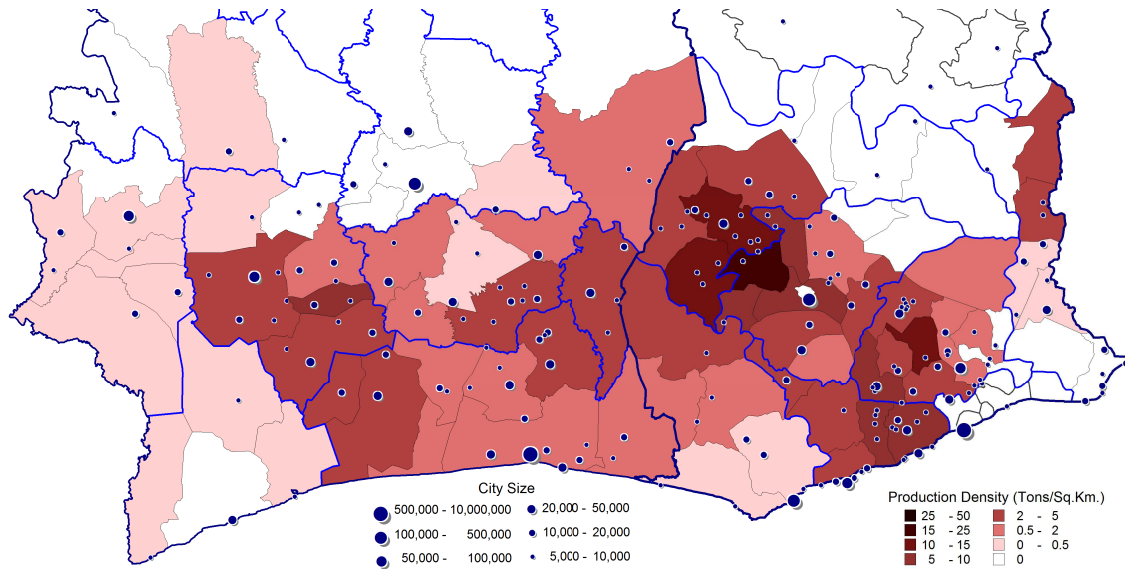 City Size
500,000 - 10,000,000
100,000 - 500,000
50,000 - 100,000
20,000 - 50,000
10,000 - 20,000
5,000 - 10,000
Production Density (Tons/Sq.Km.)
25 - 50
15 - 25
10 - 15
5 - 10
2 - 5
0.5 - 2
0 - 0.5
0